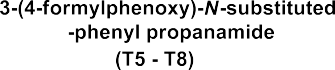 3-(4-formylphenoxy)-N-substituted
-phenyl propanamide
(T5 - T8)